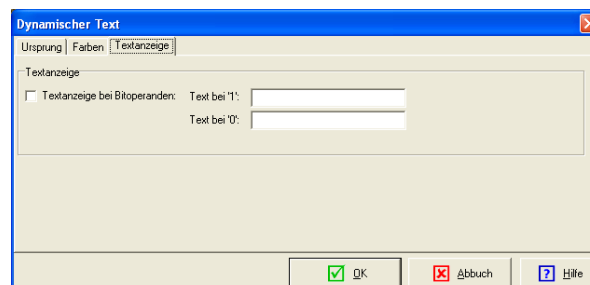 Dynamischer Text
Ursprung Farben Textanzeige
Textanzeige
Textanzeige bei Bitoperanden: Text bei '1':
Text bei '0':
OK Abbuch Hilfe